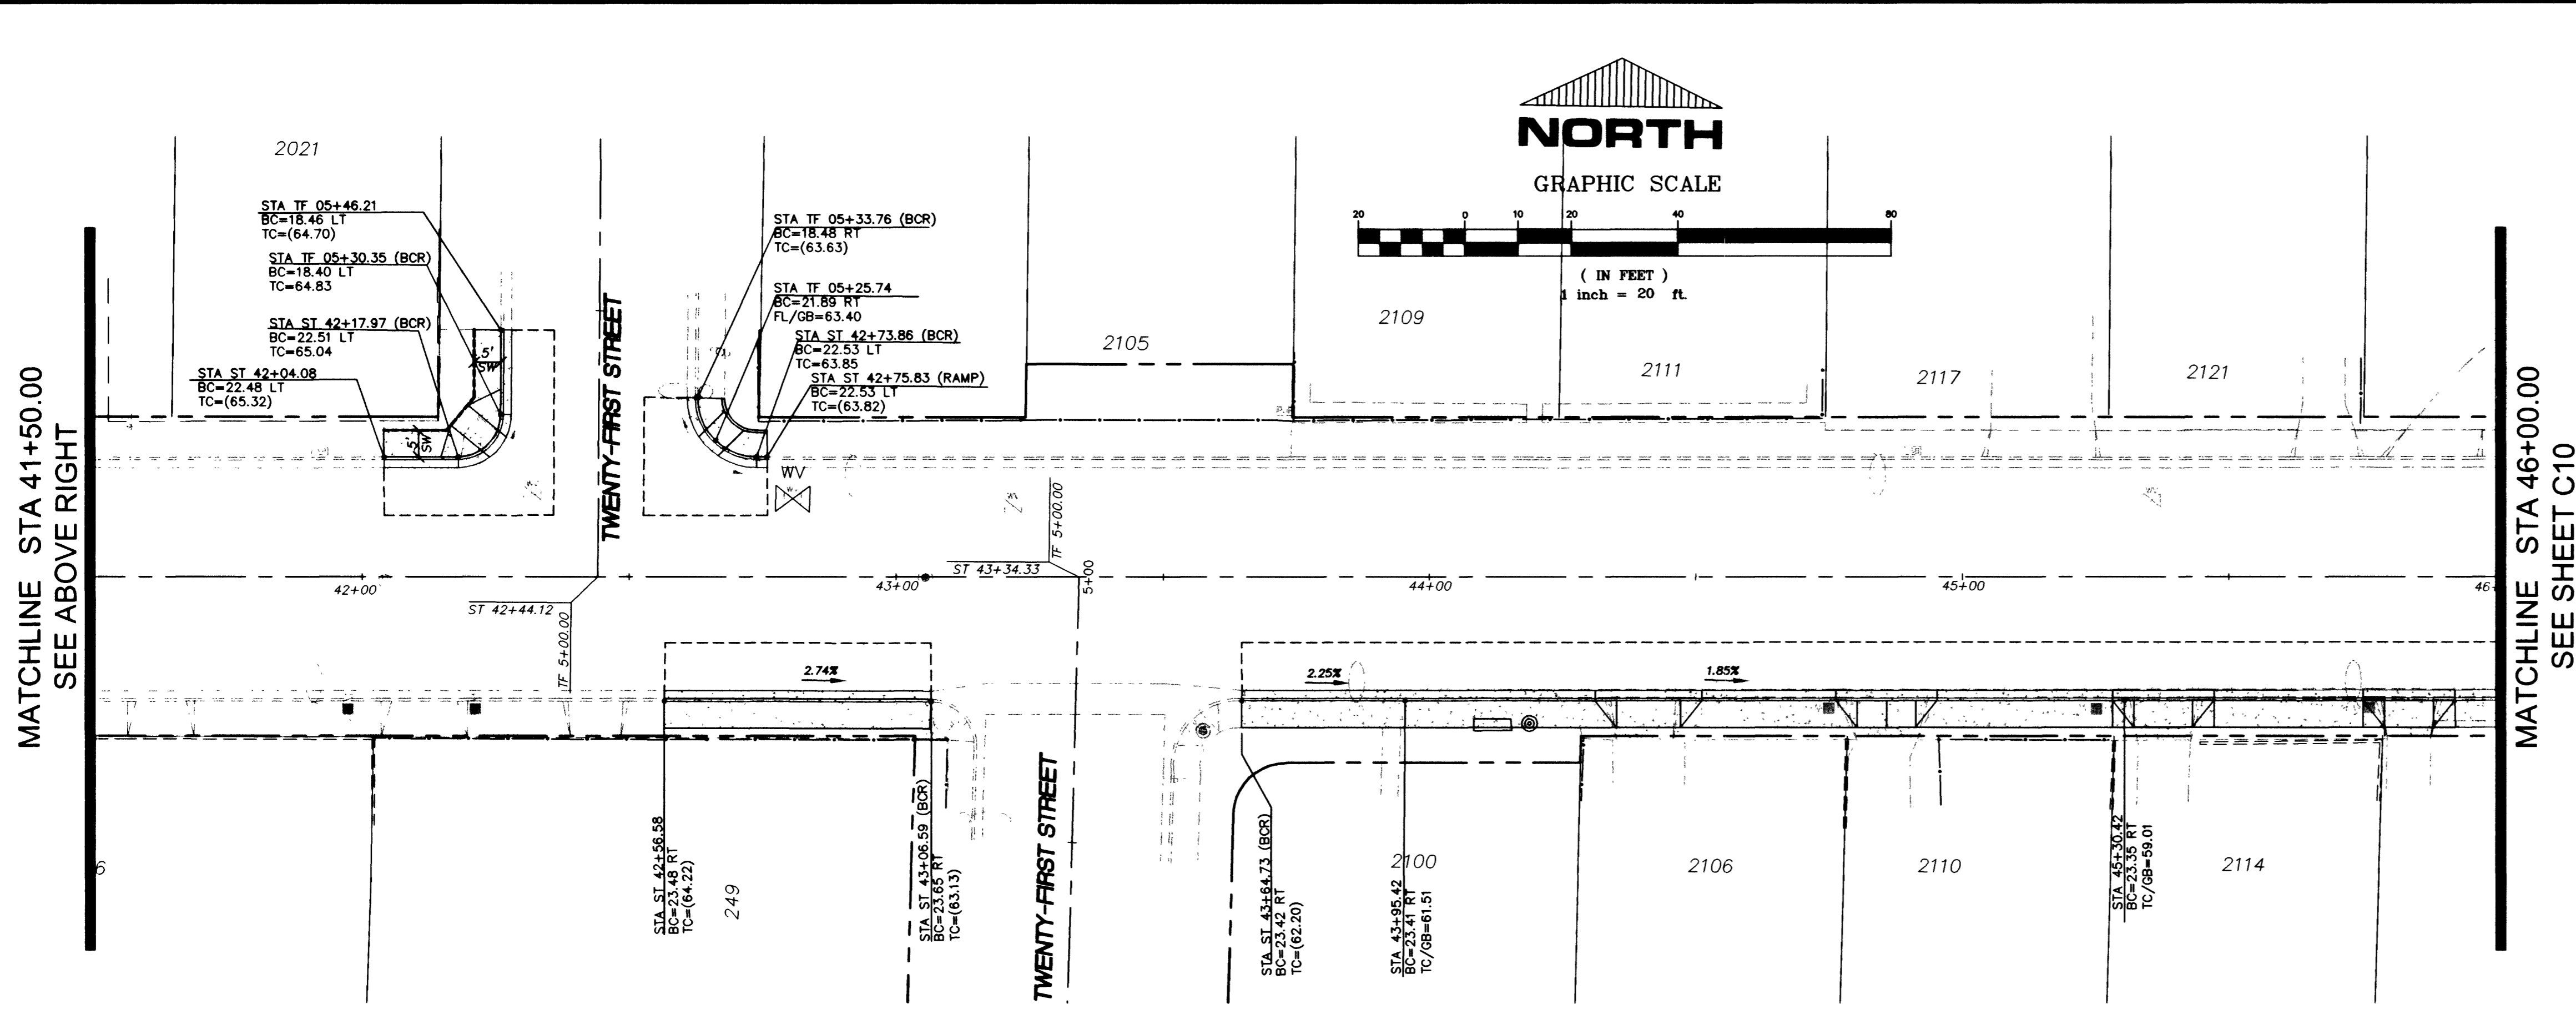 NORTH
GRAPHIC SCALE
20 0 10 20 40 80
( IN FEET )
1 inch = 20 ft.
MATCHLINE STA 41+50.00
SEE ABOVE RIGHT
2021
STA TF 05+46.21
BC=18.46 LT
TC=(64.70)
STA TF 05+30.35 (BCR)
BC=18.40 LT
TC=64.83
STA ST 42+17.97 (BCR)
BC=22.51 LT
TC=65.04
STA ST 42+04.08
BC=22.48 LT
TC=(65.32)
5'
SW
5'
SW
TWENTY-FIRST STREET
STA TF 05+33.76 (BCR)
BC=18.48 RT
TC=(63.63)
STA TF 05+25.74
BC=21.89 RT
FL/GB=63.40
STA ST 42+73.86 (BCR)
BC=22.53 LT
TC=63.85
STA ST 42+75.83 (RAMP)
BC=22.53 LT
TC=(63.82)
WV
2105
2109
2111
2117
2121
42+00
43+00
44+00
45+00
46+
ST 42+44.12
TF 5+00.00
ST 43+34.33
TF 5+00.00
5+00
2.74%
2.25%
1.85%
6
STA ST 42+56.58
BC=23.48 RT
TC=(64.22)
249
STA ST 43+06.59 (BCR)
BC=23.65 RT
TC=(63.13)
TWENTY-FIRST STREET
STA ST 43+64.73 (BCR)
BC=23.42 RT
TC=(62.20)
2100
STA 43+95.42
BC=23.41 RT
TC/GB=61.51
2106
2110
STA 45+30.42
BC=23.35 RT
TC/GB=59.01
2114
MATCHLINE STA 46+00.00
SEE SHEET C10